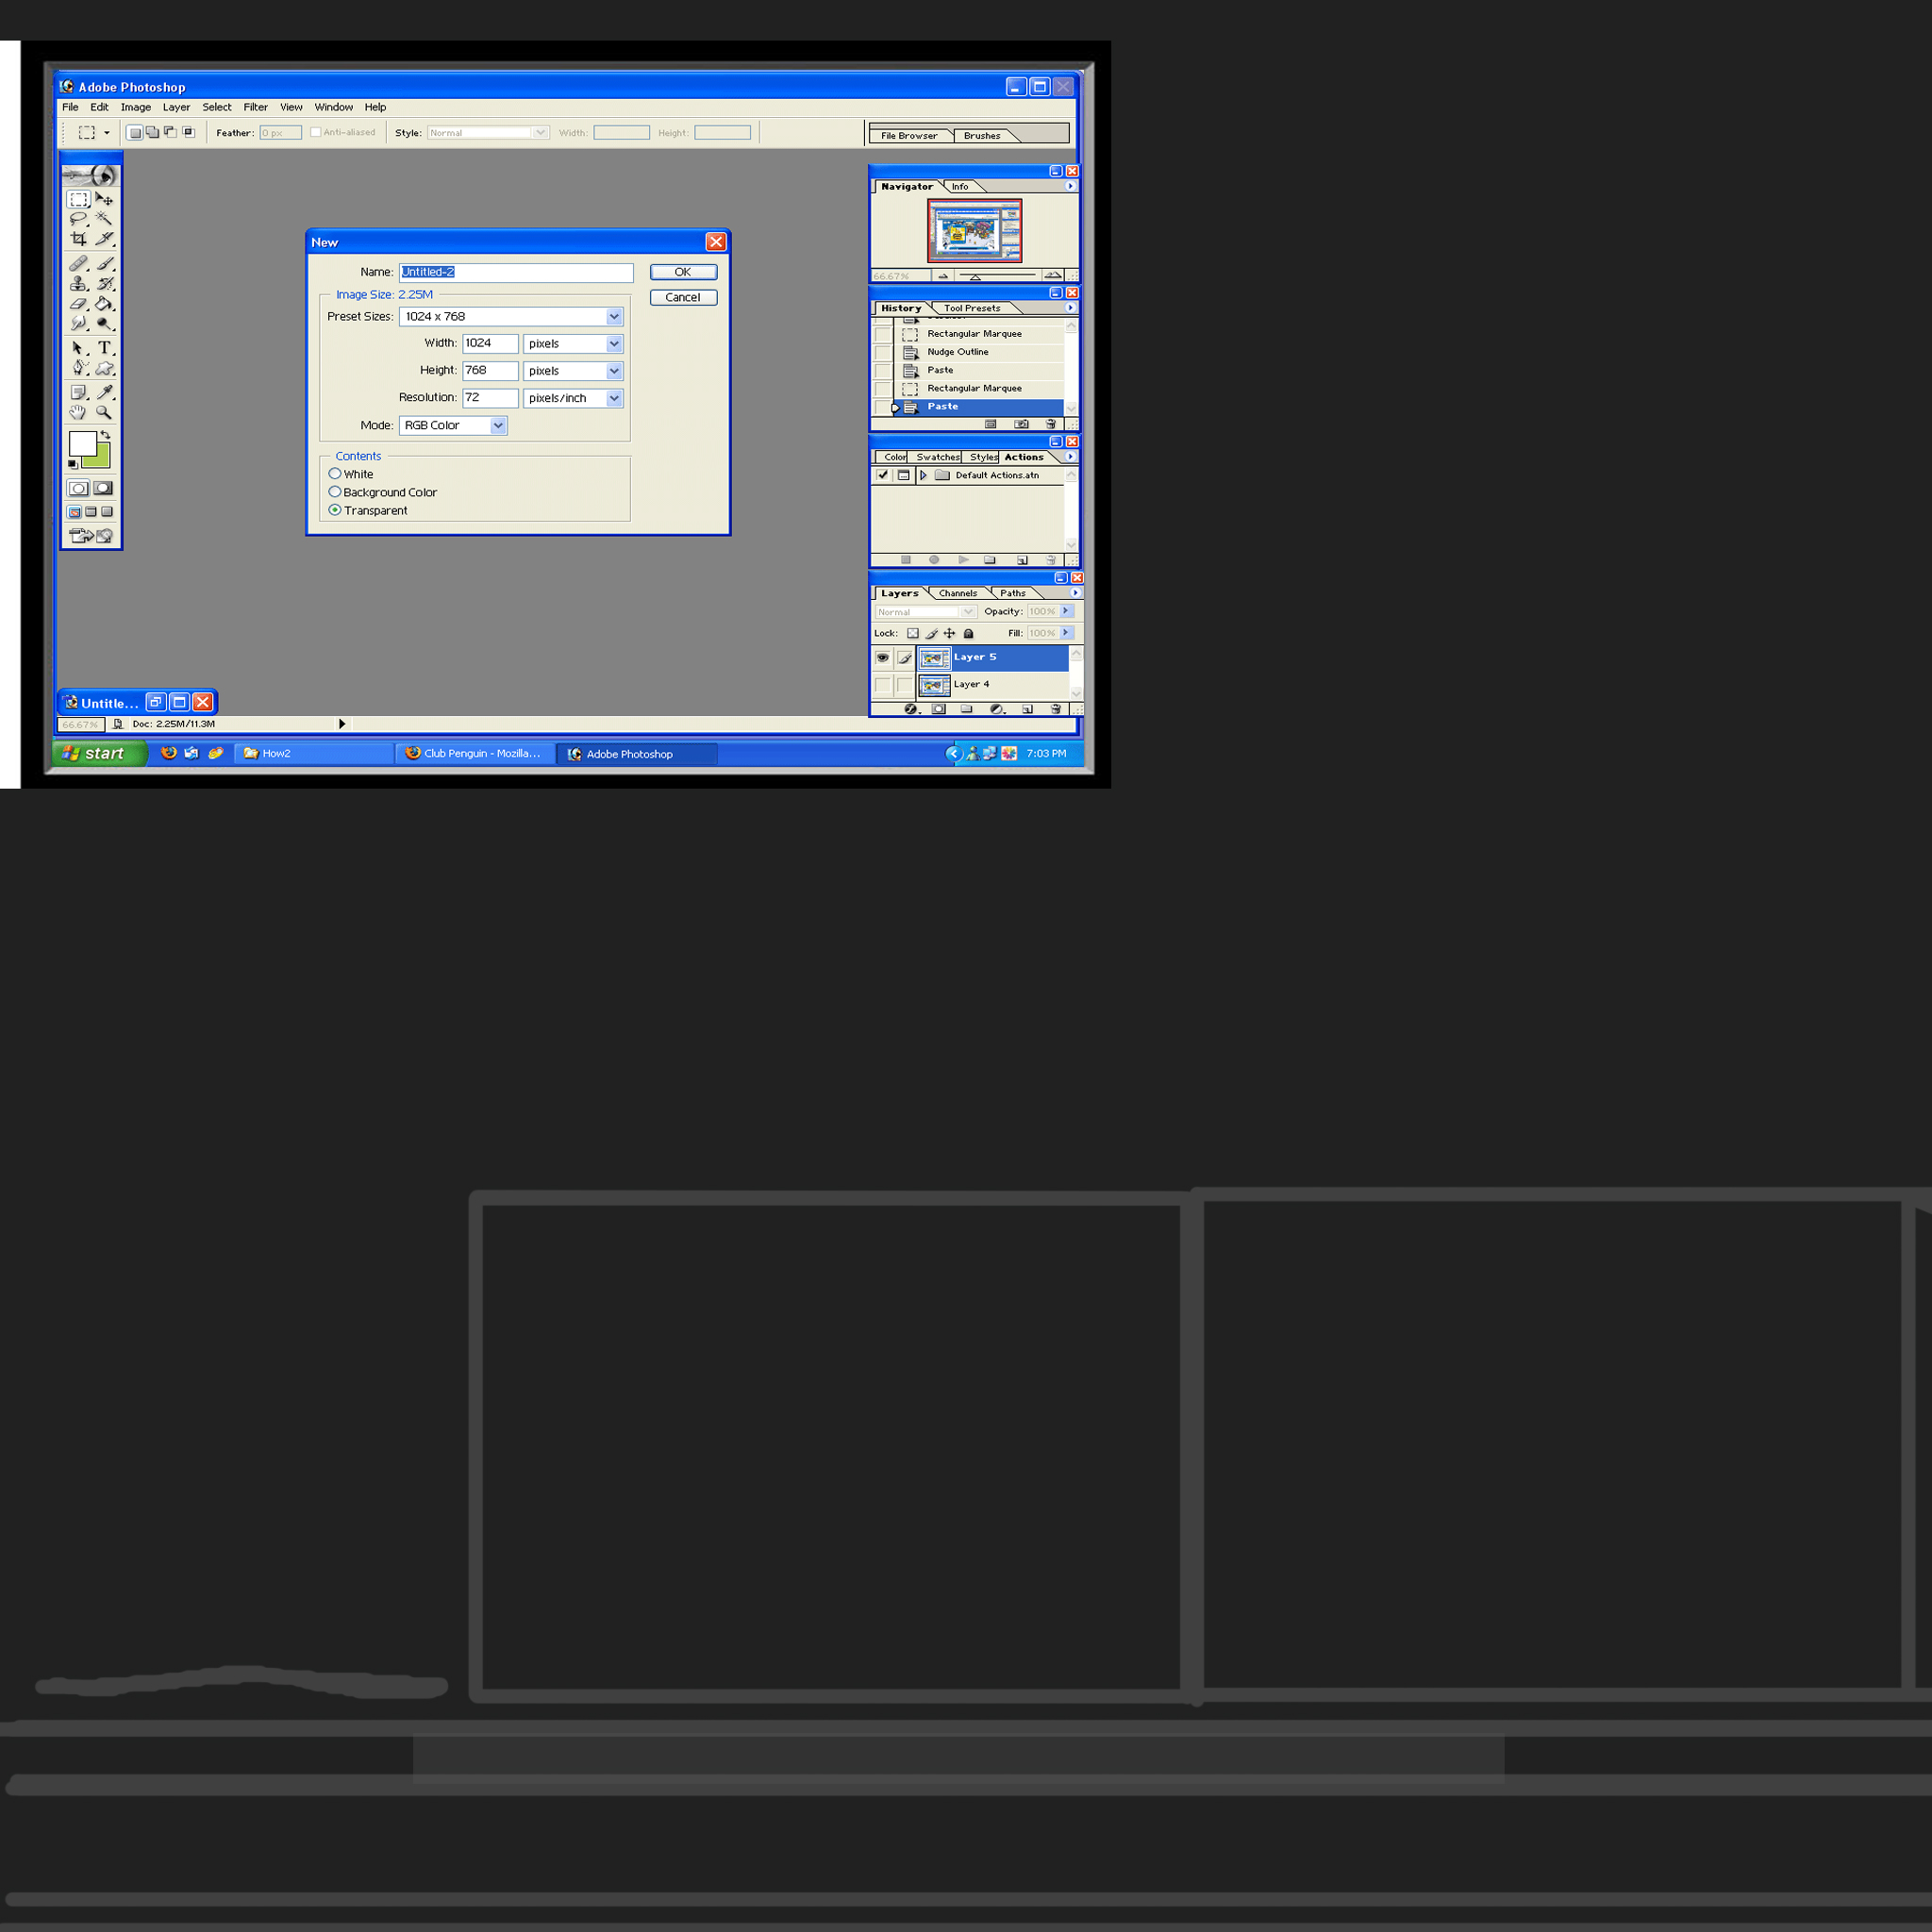 Adobe Photoshop
File Edit Image Layer Select Filter View Window Help
Feather: 0 px Anti-aliased Style: Normal Width: Height: File Browser Brushes
Navigator Info
66.67%
New
Name: Untitled-2 OK
Image Size: 2.25M Cancel
Preset Sizes: 1024 x 768
Width: 1024 pixels
Height: 768 pixels
Resolution: 72 pixels/inch
Mode: RGB Color
Contents
White
Background Color
Transparent
History Tool Presets
Rectangular Marquee
Nudge Outline
Paste
Rectangular Marquee
Paste
Color Swatches Styles Actions
Default Actions.atn
Layers Channels Paths
Normal Opacity: 100%
Lock: Fill: 100%
Layer 5
Layer 4
Untitle...
66.67% Doc: 2.25M/11.3M
start How2 Club Penguin - Mozilla... Adobe Photoshop 7:03 PM